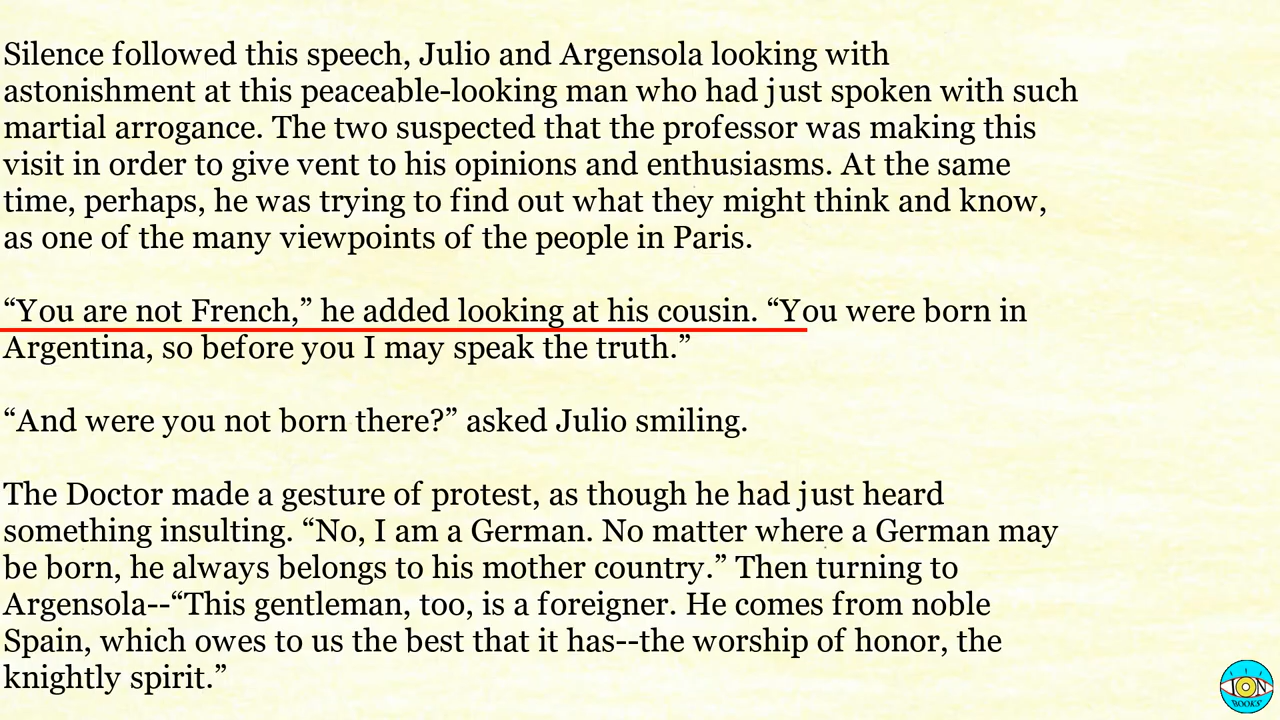 Silence followed this speech, Julio and Argensola looking with
astonishment at this peaceable-looking man who had just spoken with such
martial arrogance. The two suspected that the professor was making this
visit in order to give vent to his opinions and enthusiasms. At the same
time, perhaps, he was trying to find out what they might think and know,
as one of the many viewpoints of the people in Paris.
“You are not French,” he added looking at his cousin. “You were born in
Argentina, so before you I may speak the truth.”
“And were you not born there?” asked Julio smiling.
The Doctor made a gesture of protest, as though he had just heard
something insulting. “No, I am a German. No matter where a German may
be born, he always belongs to his mother country.” Then turning to
Argensola--“This gentleman, too, is a foreigner. He comes from noble
Spain, which owes to us the best that it has--the worship of honor, the
knightly spirit.”
ION
BOOKS